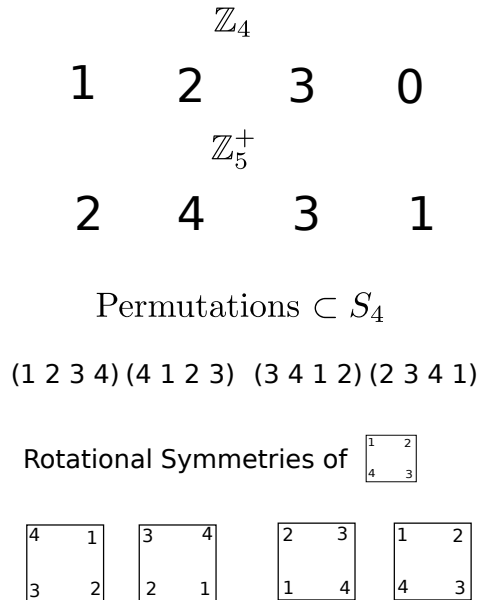 ℤ₄
1 2 3 0
ℤ₅⁺
2 4 3 1
Permutations ⊂ S₄
(1 2 3 4) (4 1 2 3) (3 4 1 2) (2 3 4 1)
Rotational Symmetries of
1 2
4 3
4 1 3 4 2 3 1 2
3 2 2 1 1 4 4 3